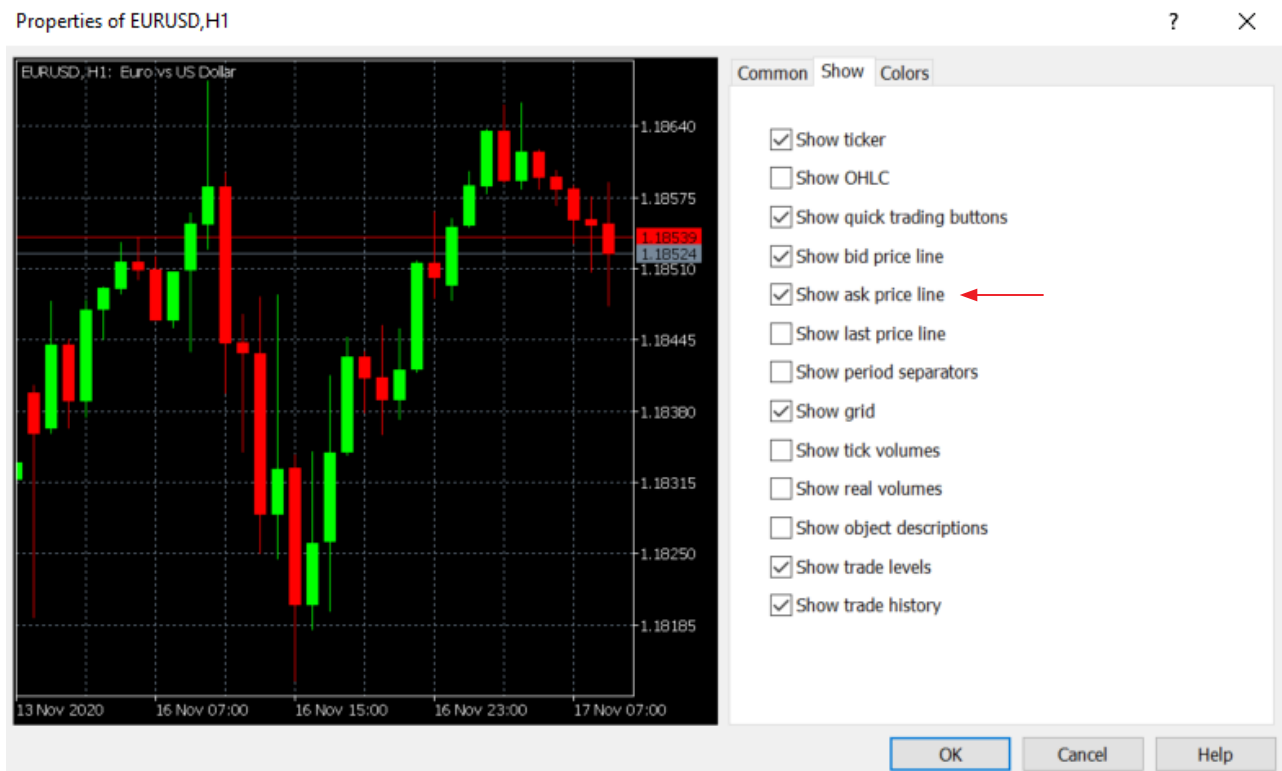 Properties of EURUSD,H1
?
EURUSD, H1: Euro vs US Dollar
1.18640
1.18575
1.18539
1.18524
1.18510
1.18445
1.18380
1.18315
1.18250
1.18185
13 Nov 2020 16 Nov 07:00 16 Nov 15:00 16 Nov 23:00 17 Nov 07:00
Common Show Colors
Show ticker
Show OHLC
Show quick trading buttons
Show bid price line
Show ask price line
Show last price line
Show period separators
Show grid
Show tick volumes
Show real volumes
Show object descriptions
Show trade levels
Show trade history
OK Cancel Help